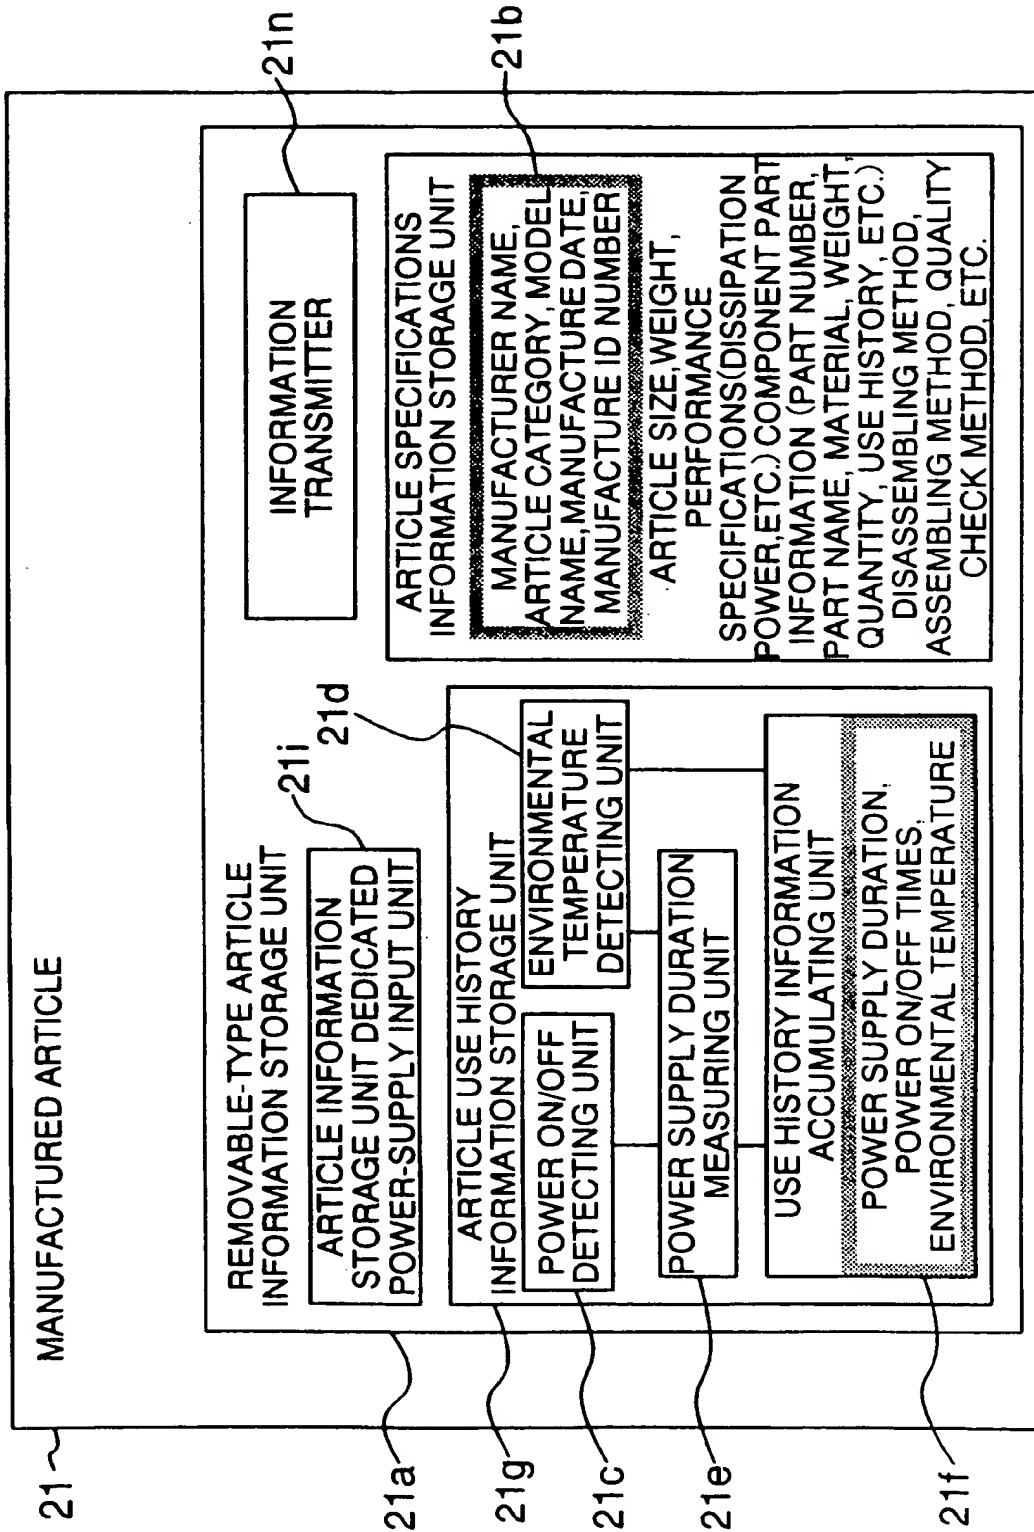 MANUFACTURED ARTICLE
21
REMOVABLE-TYPE ARTICLE
INFORMATION STORAGE UNIT
21a
ARTICLE INFORMATION
STORAGE UNIT DEDICATED
POWER-SUPPLY INPUT UNIT
21i
INFORMATION
TRANSMITTER
21n
ARTICLE USE HISTORY
INFORMATION STORAGE UNIT
21g
POWER ON/OFF
DETECTING UNIT
21c
ENVIRONMENTAL
TEMPERATURE
DETECTING UNIT
21d
POWER SUPPLY DURATION
MEASURING UNIT
21e
USE HISTORY INFORMATION
ACCUMULATING UNIT
POWER SUPPLY DURATION,
POWER ON/OFF TIMES,
ENVIRONMENTAL TEMPERATURE
21f
ARTICLE SPECIFICATIONS
INFORMATION STORAGE UNIT
MANUFACTURER NAME,
ARTICLE CATEGORY, MODEL
NAME, MANUFACTURE DATE,
MANUFACTURE ID NUMBER
21b
ARTICLE SIZE, WEIGHT,
PERFORMANCE
SPECIFICATIONS(DISSIPATION
POWER, ETC.) COMPONENT PART
INFORMATION (PART NUMBER,
PART NAME, MATERIAL, WEIGHT,
QUANTITY, USE HISTORY, ETC.)
DISASSEMBLING METHOD,
ASSEMBLING METHOD, QUALITY
CHECK METHOD, ETC.